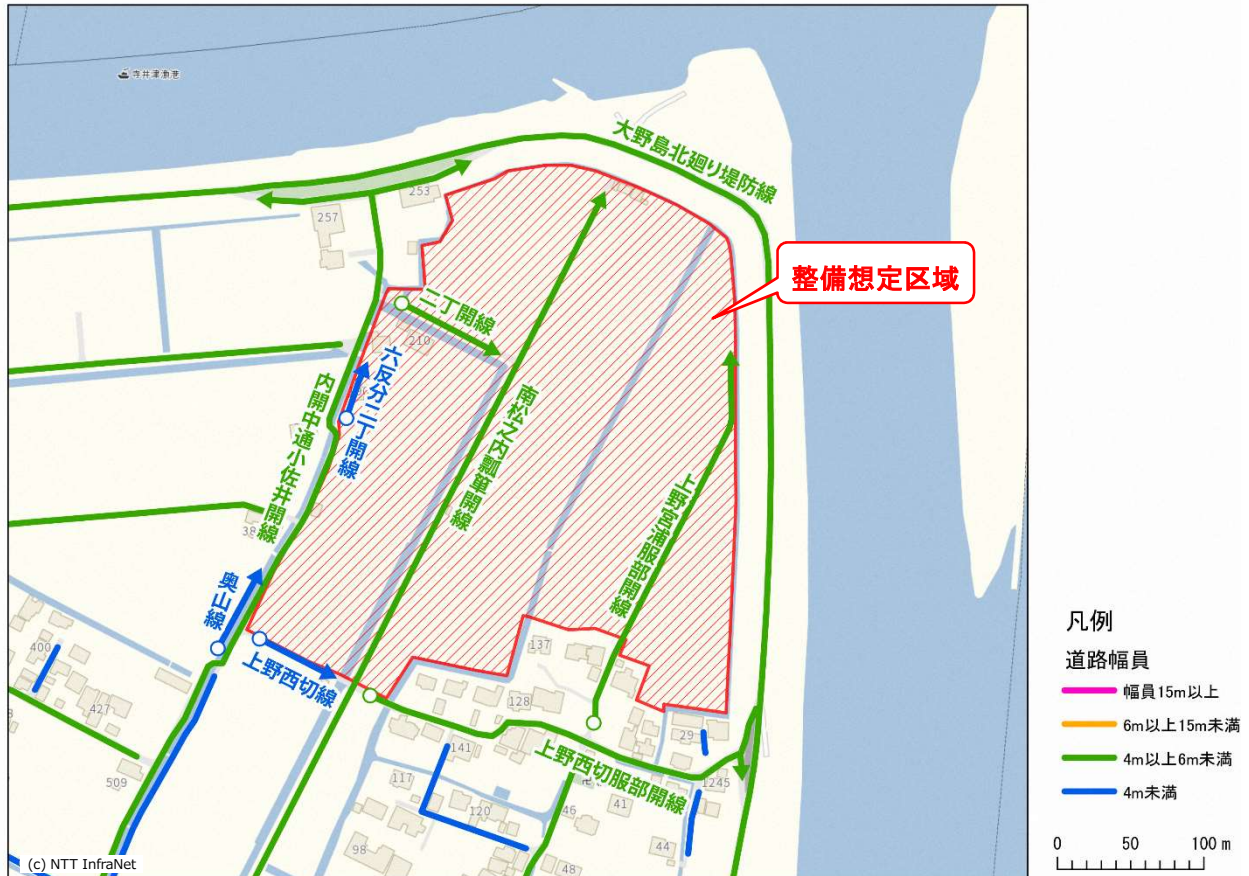 寺井津漁港
大野島北廻り堤防線
253
257
整備想定区域
二丁開線
210
六反分二丁開線
内開中通小佐井開線
南松之内瓢箪開線
上野宮浦服部開線
奥山線
上野西切線
137
400
128
427
29
141
上野西切服部開線
117
509
1245
120
46
41
98
44
凡例
道路幅員
幅員15m以上
6m以上15m未満
4m以上6m未満
4m未満
0 50 100 m
(c) NTT InfraNet